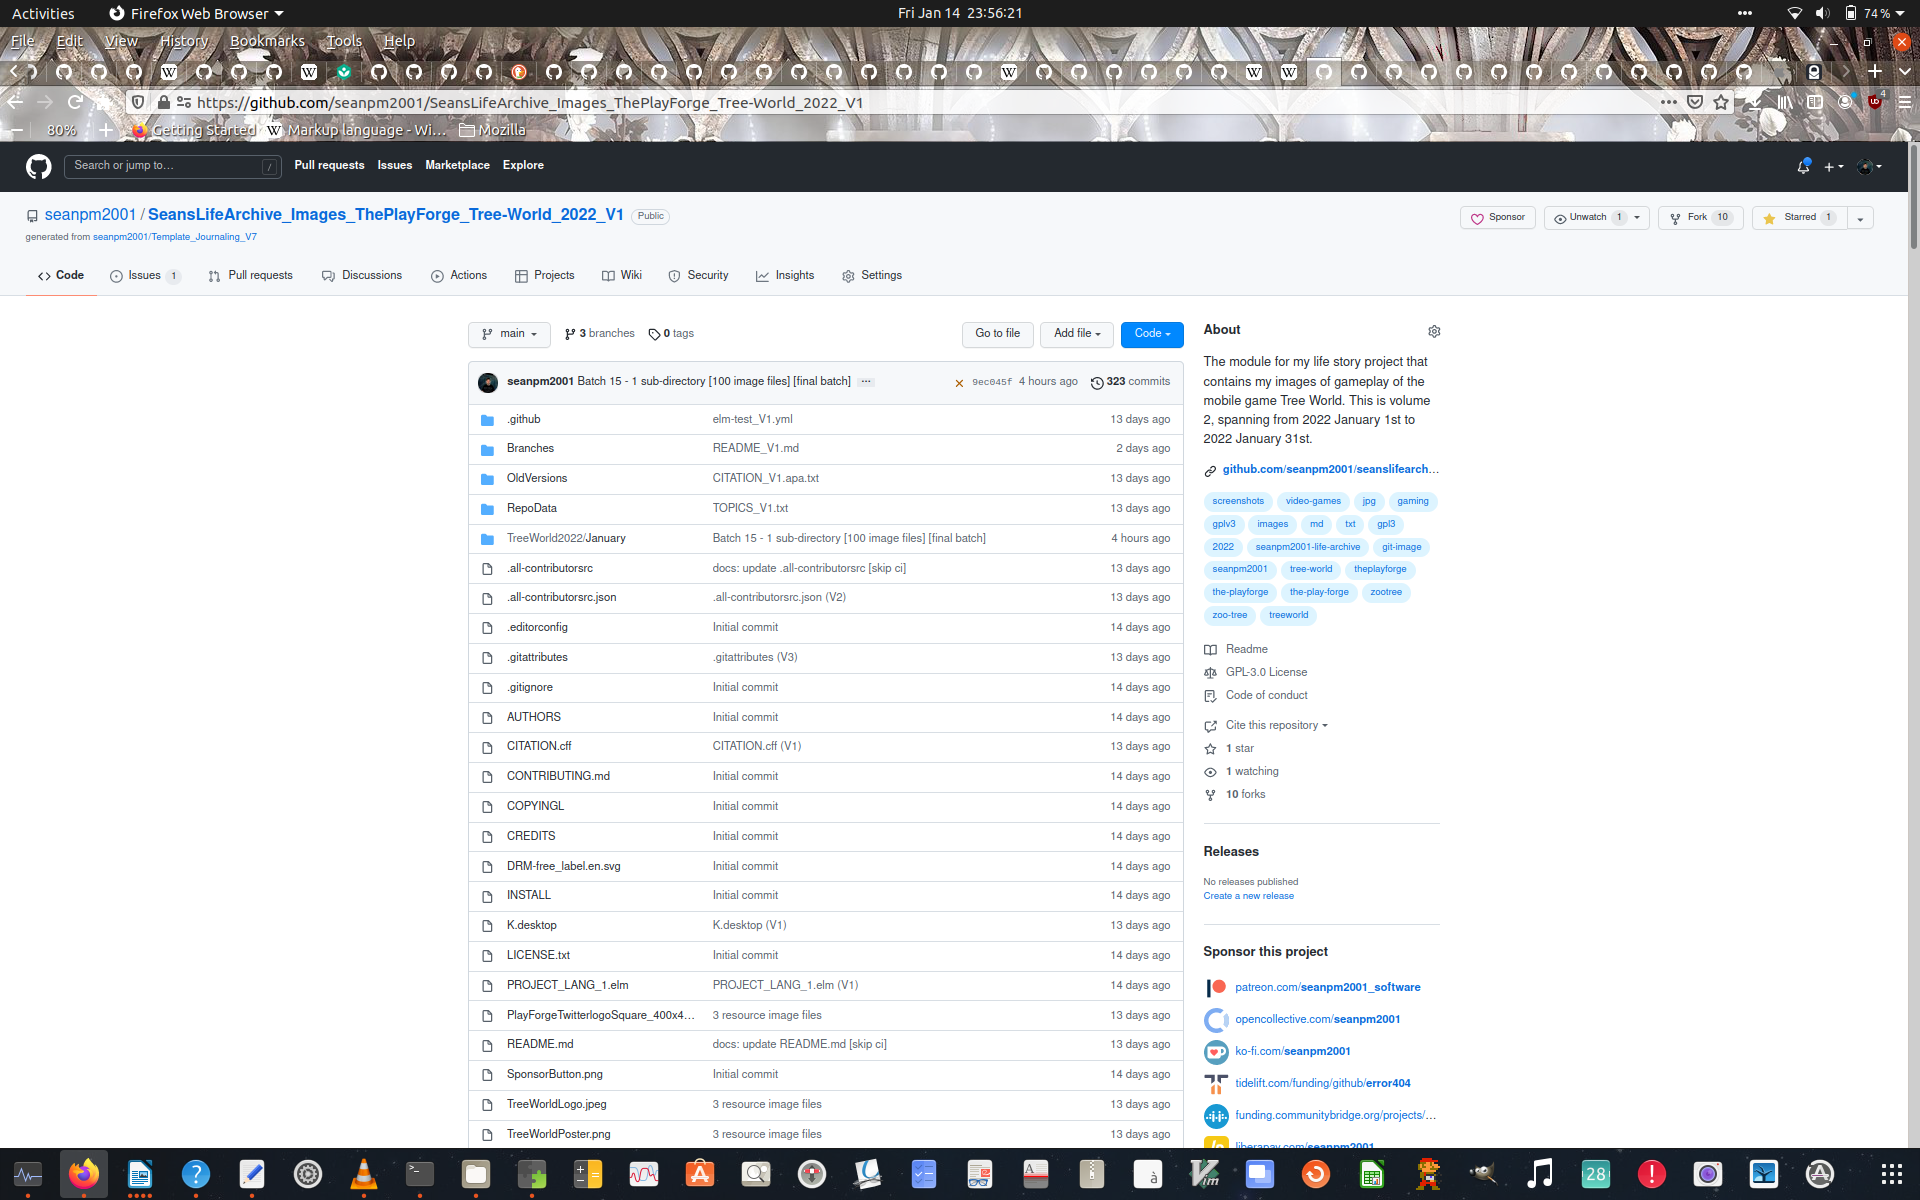 Activities
Firefox Web Browser
Fri Jan 14 23:56:21
74 %
File Edit View History Bookmarks Tools Help
https://github.com/seanpm2001/SeansLifeArchive_Images_ThePlayForge_Tree-World_2022_V1
4
80%
Getting Started
Markup language - Wi...
Mozilla
Search or jump to...
/
Pull requests
Issues
Marketplace
Explore
seanpm2001 / SeansLifeArchive_Images_ThePlayForge_Tree-World_2022_V1
Public
generated from seanpm2001/Template_Journaling_V7
Sponsor
Unwatch 1
Fork 10
Starred 1
Code
Issues 1
Pull requests
Discussions
Actions
Projects
Wiki
Security
Insights
Settings
main
3 branches
0 tags
Go to file
Add file
Code
seanpm2001 Batch 15 - 1 sub-directory [100 image files] [final batch] ...
9ec045f 4 hours ago
323 commits
.github elm-test_V1.yml 13 days ago
Branches README_V1.md 2 days ago
OldVersions CITATION_V1.apa.txt 13 days ago
RepoData TOPICS_V1.txt 13 days ago
TreeWorld2022/January Batch 15 - 1 sub-directory [100 image files] [final batch] 4 hours ago
.all-contributorsrc docs: update .all-contributorsrc [skip ci] 13 days ago
.all-contributorsrc.json .all-contributorsrc.json (V2) 13 days ago
.editorconfig Initial commit 14 days ago
.gitattributes .gitattributes (V3) 13 days ago
.gitignore Initial commit 14 days ago
AUTHORS Initial commit 14 days ago
CITATION.cff CITATION.cff (V1) 13 days ago
CONTRIBUTING.md Initial commit 14 days ago
COPYINGL Initial commit 14 days ago
CREDITS Initial commit 14 days ago
DRM-free_label.en.svg Initial commit 14 days ago
INSTALL Initial commit 14 days ago
K.desktop K.desktop (V1) 13 days ago
LICENSE.txt Initial commit 14 days ago
PROJECT_LANG_1.elm PROJECT_LANG_1.elm (V1) 14 days ago
PlayForgeTwitterlogoSquare_400x4... 3 resource image files 13 days ago
README.md docs: update README.md [skip ci] 13 days ago
SponsorButton.png Initial commit 14 days ago
TreeWorldLogo.jpeg 3 resource image files 13 days ago
TreeWorldPoster.png 3 resource image files 13 days ago
About
The module for my life story project that
contains my images of gameplay of the
mobile game Tree World. This is volume
2, spanning from 2022 January 1st to
2022 January 31st.
github.com/seanpm2001/seanslifearch...
screenshots video-games jpg gaming
gplv3 images md txt gpl3
2022 seanpm2001-life-archive git-image
seanpm2001 tree-world theplayforge
the-playforge the-play-forge zootree
zoo-tree treeworld
Readme
GPL-3.0 License
Code of conduct
Cite this repository
1 star
1 watching
10 forks
Releases
No releases published
Create a new release
Sponsor this project
patreon.com/seanpm2001_software
opencollective.com/seanpm2001
ko-fi.com/seanpm2001
tidelift.com/funding/github/error404
funding.communitybridge.org/projects/...
liberapay.com/seanpm2001
28